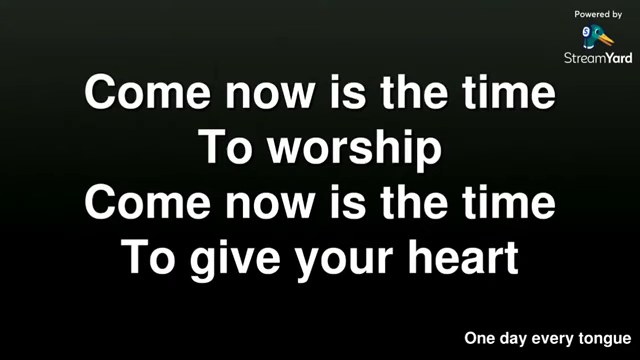 Powered by
StreamYard
Come now is the time
To worship
Come now is the time
To give your heart
One day every tongue